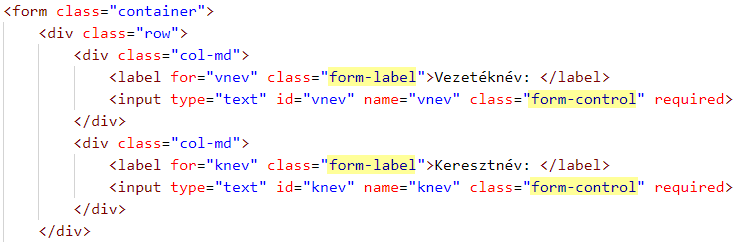 <form class="container">
<div class="row">
<div class="col-md">
<label for="vnev" class="form-label">Vezetéknév: </label>
<input type="text" id="vnev" name="vnev" class="form-control" required>
</div>
<div class="col-md">
<label for="knev" class="form-label">Keresztnév: </label>
<input type="text" id="knev" name="knev" class="form-control" required>
</div>
</div>